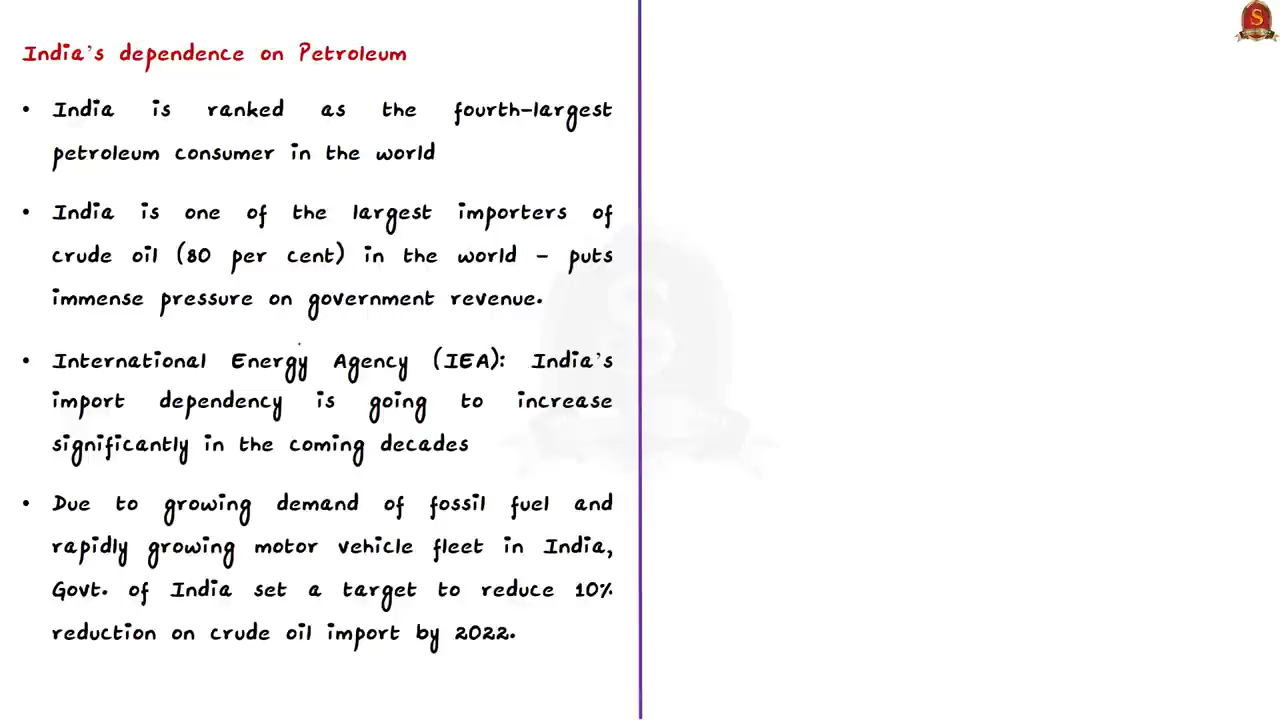 India's dependence on Petroleum
• India is ranked as the fourth-largest
petroleum consumer in the world
• India is one of the largest importers of
crude oil (80 per cent) in the world - puts
immense pressure on government revenue.
• International Energy Agency (IEA): India's
import dependency is going to increase
significantly in the coming decades
• Due to growing demand of fossil fuel and
rapidly growing motor vehicle fleet in India,
Govt. of India set a target to reduce 10%
reduction on crude oil import by 2022.
S
S